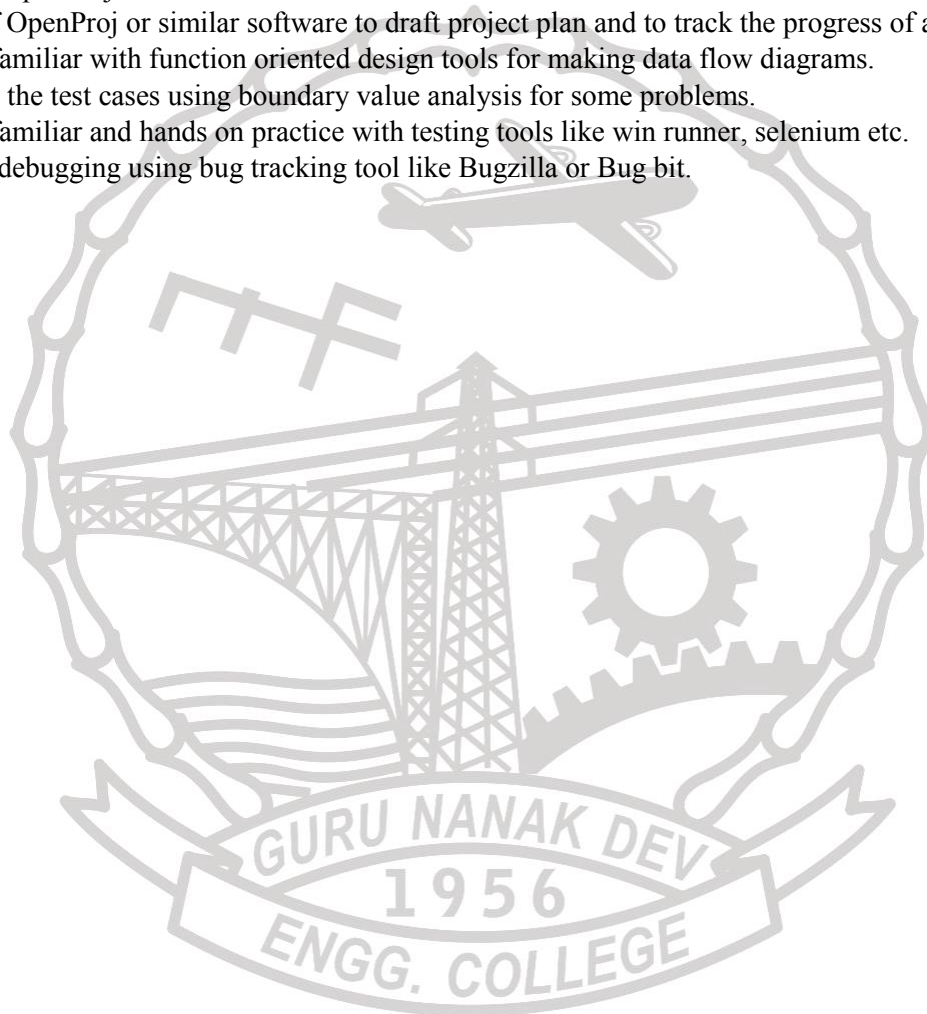 OpenProj or similar software to draft project plan and to track the progress of a
familiar with function oriented design tools for making data flow diagrams.
the test cases using boundary value analysis for some problems.
familiar and hands on practice with testing tools like win runner, selenium etc.
debugging using bug tracking tool like Bugzilla or Bug bit.
GURU NANAK DEV
1956
ENGG. COLLEGE